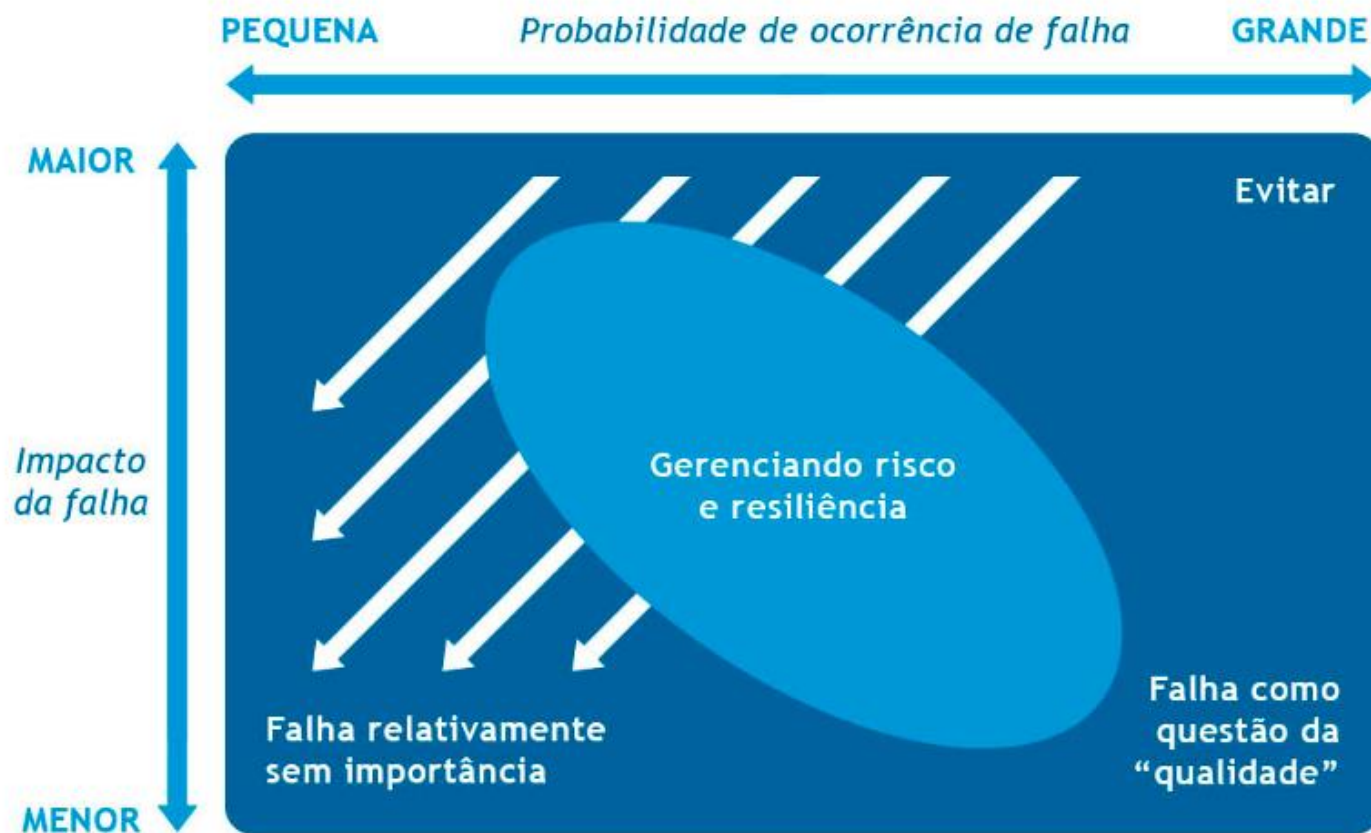 PEQUENA Probabilidade de ocorrência de falha GRANDE
MAIOR
Evitar
Impacto
da falha
Gerenciando risco
e resiliência
Falha relativamente
sem importância
Falha como
questão da
“qualidade”
MENOR